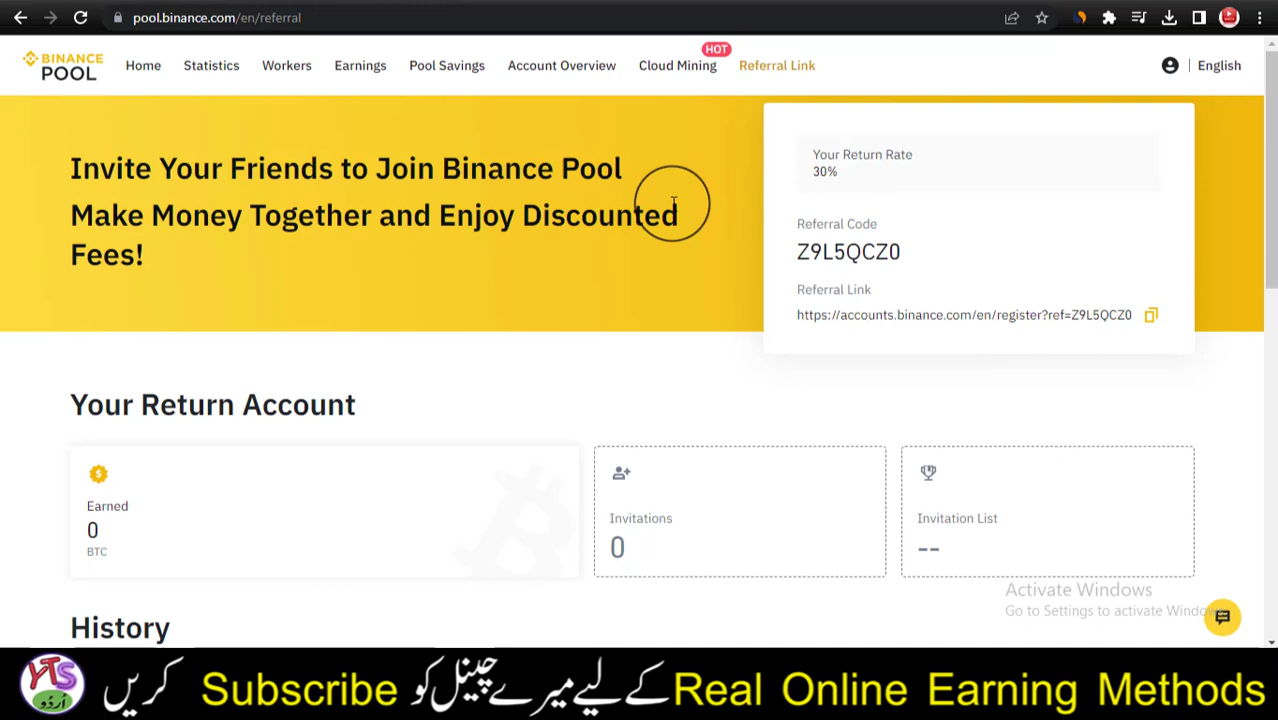 pool.binance.com/en/referral
BINANCE
POOL
Home
Statistics
Workers
Earnings
Pool Savings
Account Overview
Cloud Mining
HOT
Referral Link
English
Invite Your Friends to Join Binance Pool
Make Money Together and Enjoy Discounted
Fees!
Your Return Rate
30%
Referral Code
Z9L5QCZ0
Referral Link
https://accounts.binance.com/en/register?ref=Z9L5QCZ0
Your Return Account
Earned
0
BTC
Invitations
0
Invitation List
--
Activate Windows
Go to Settings to activate Windows
History
YTS
اُردُو
Real Online Earning Methods کے لیے میرے چینل کو Subscribe کریں